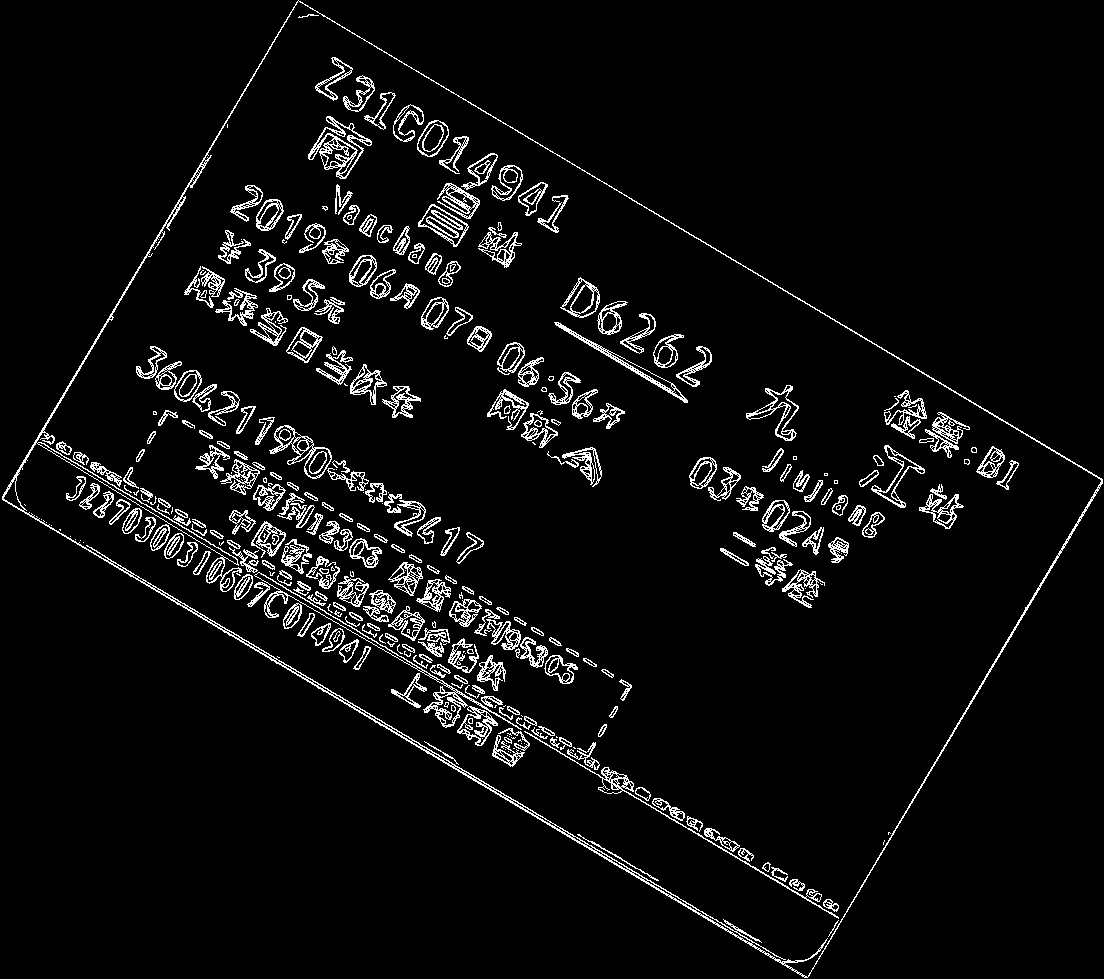 Z31C014941
检票:B1
南昌站
D6262
九江站
Nanchang
Jiujiang
2019年06月07日06:56开
03车02A号
¥39.5元
网
二等座
限乘当日当次车
3604211990****2417
买票请到12306 发货请到95306
中国铁路祝您旅途愉快
32270300310607C014941 上海南售